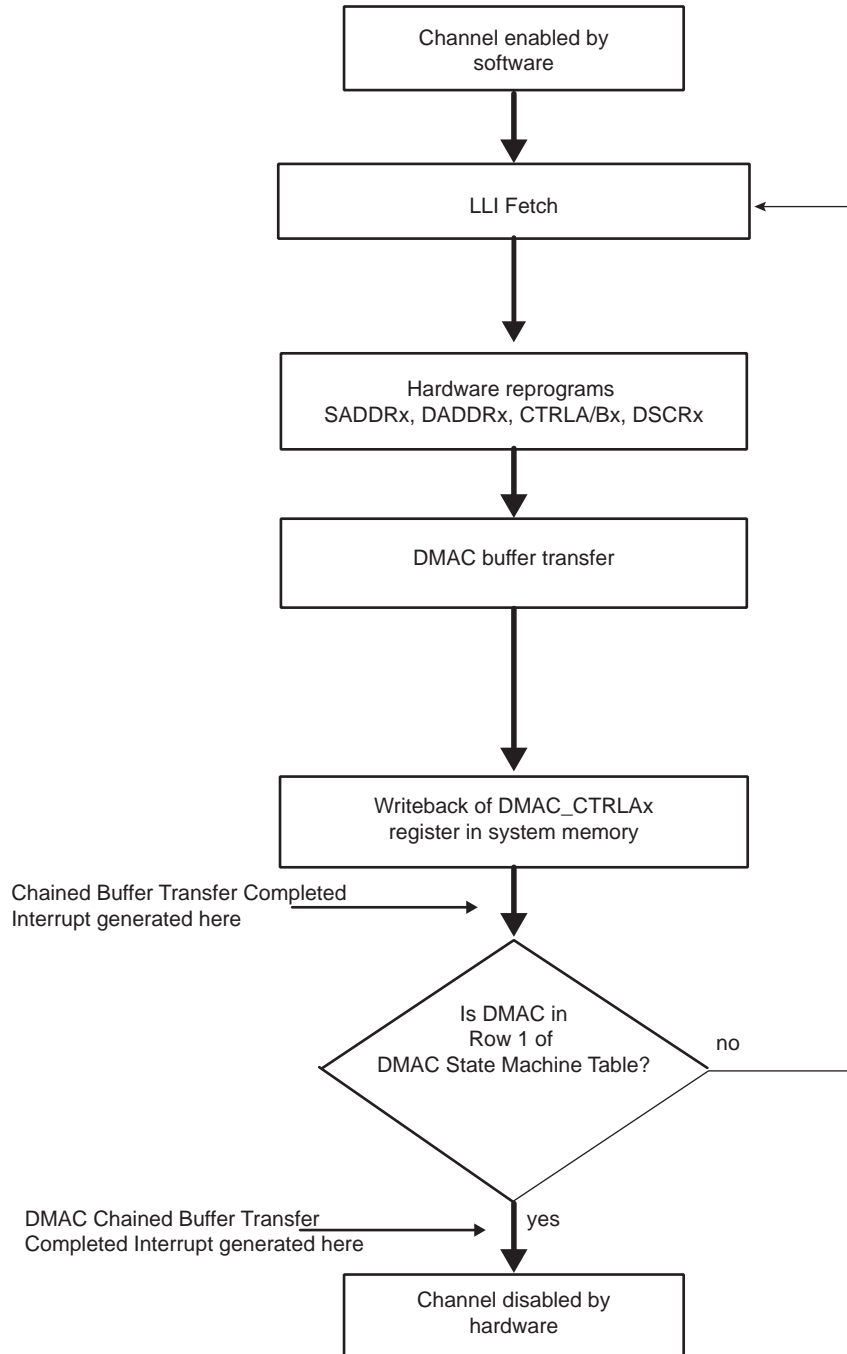 Channel enabled by
software
LLI Fetch
Hardware reprograms
SADDRx, DADDRx, CTRLA/Bx, DSCRx
DMAC buffer transfer
Writeback of DMAC_CTRLAx
register in system memory
Chained Buffer Transfer Completed
Interrupt generated here
Is DMAC in
Row 1 of
DMAC State Machine Table?
no
DMAC Chained Buffer Transfer
Completed Interrupt generated here
yes
Channel disabled by
hardware